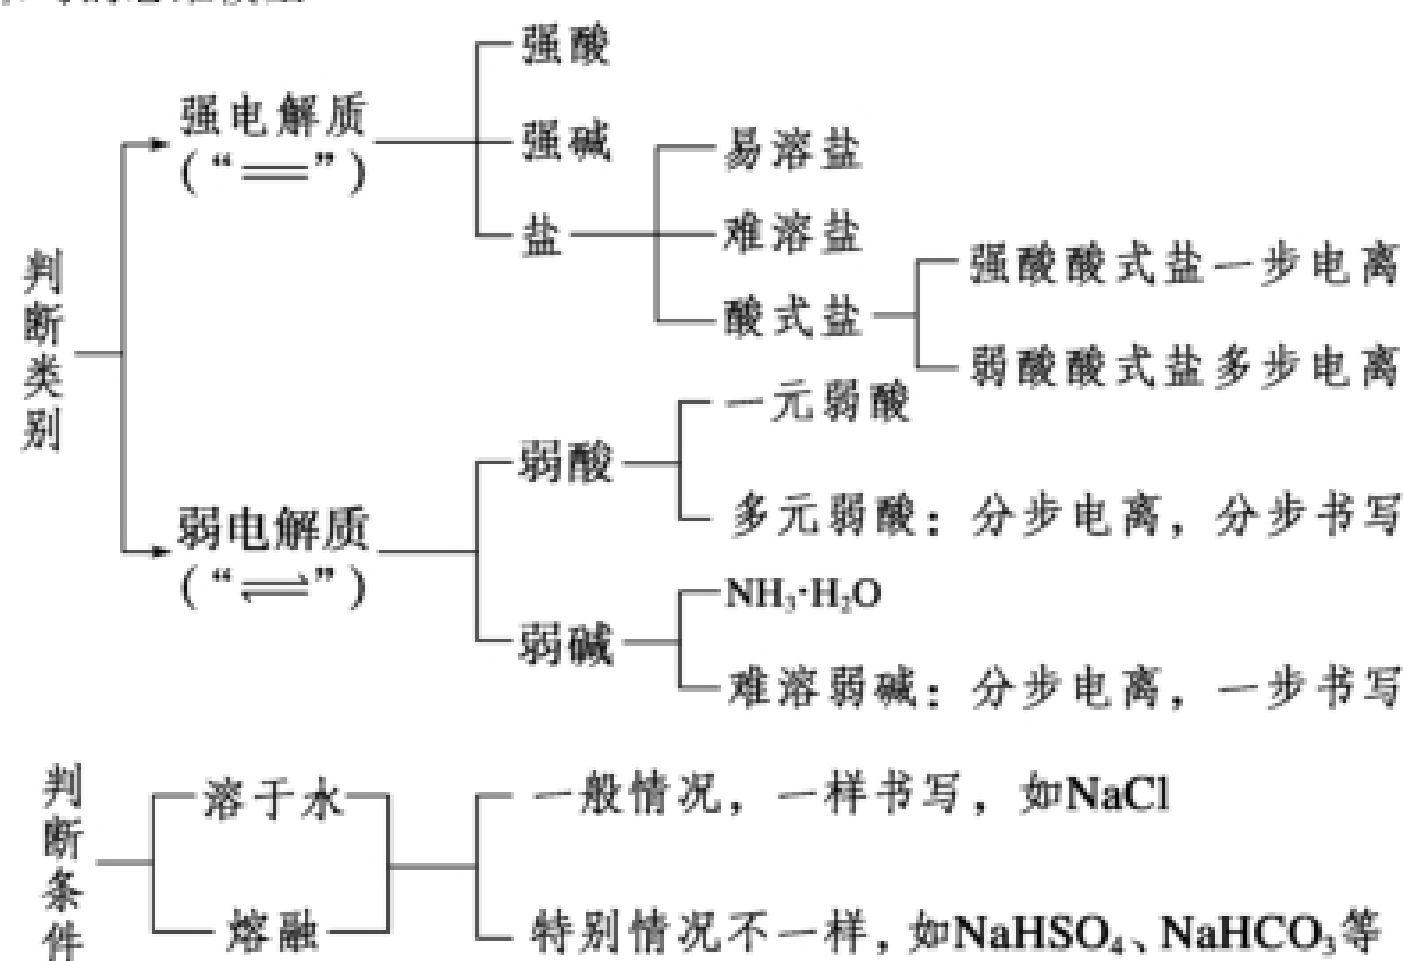 判断类别
强电解质
(“══”)
强酸
强碱
盐
易溶盐
难溶盐
酸式盐
强酸酸式盐一步电离
弱酸酸式盐多步电离
弱电解质
(“⇌”)
弱酸
一元弱酸
多元弱酸：分步电离，分步书写
弱碱
NH₃·H₂O
难溶弱碱：分步电离，一步书写
判断条件
溶于水
熔融
一般情况，一样书写，如NaCl
特别情况不一样，如NaHSO₄、NaHCO₃等